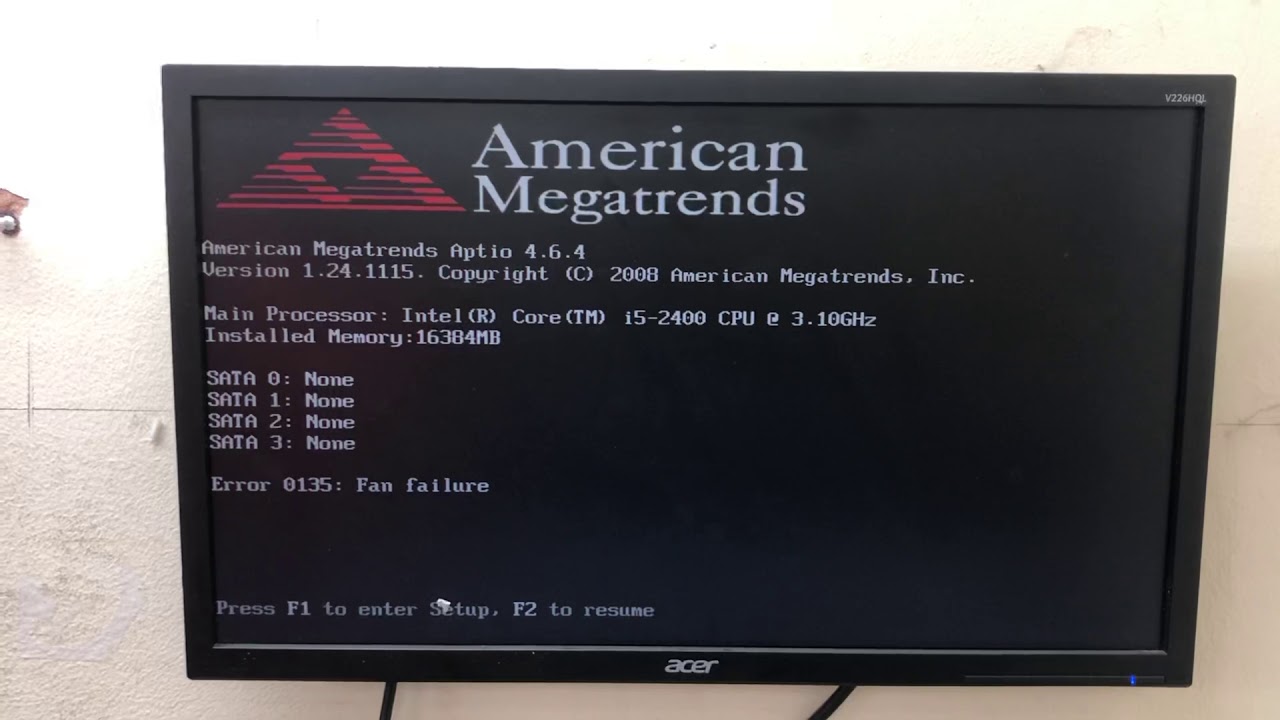 V226HQL
American
Megatrends
American Megatrends Aptio 4.6.4
Version 1.24.1115. Copyright (C) 2008 American Megatrends, Inc.
Main Processor: Intel(R) Core(TM) i5-2400 CPU @ 3.10GHz
Installed Memory:16384MB
SATA 0: None
SATA 1: None
SATA 2: None
SATA 3: None
Error 0135: Fan failure
Press F1 to enter Setup, F2 to resume
acer